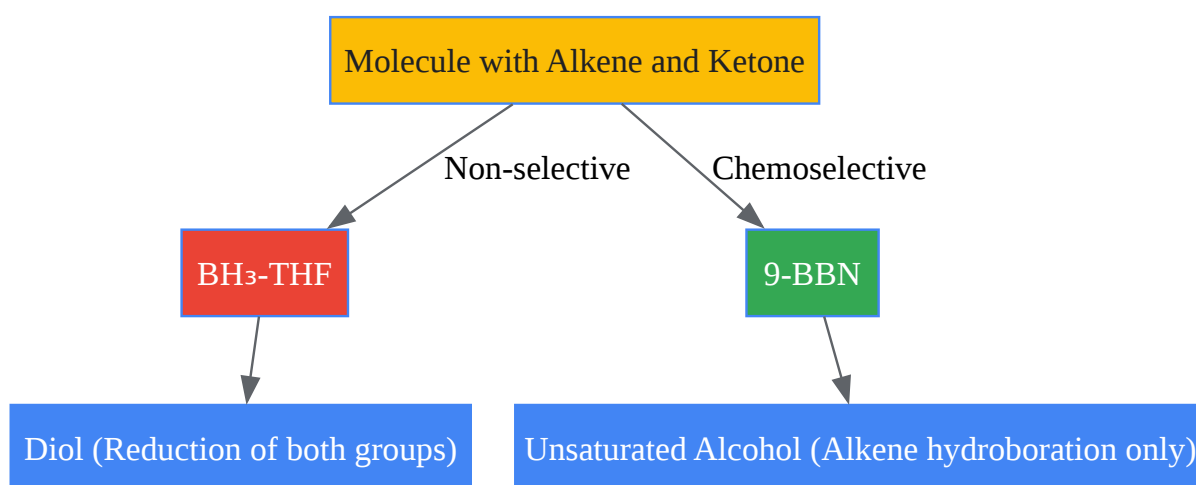 Molecule with Alkene and Ketone
Non-selective
Chemoselective
BH₃-THF
9-BBN
Diol (Reduction of both groups)
Unsaturated Alcohol (Alkene hydroboration only)